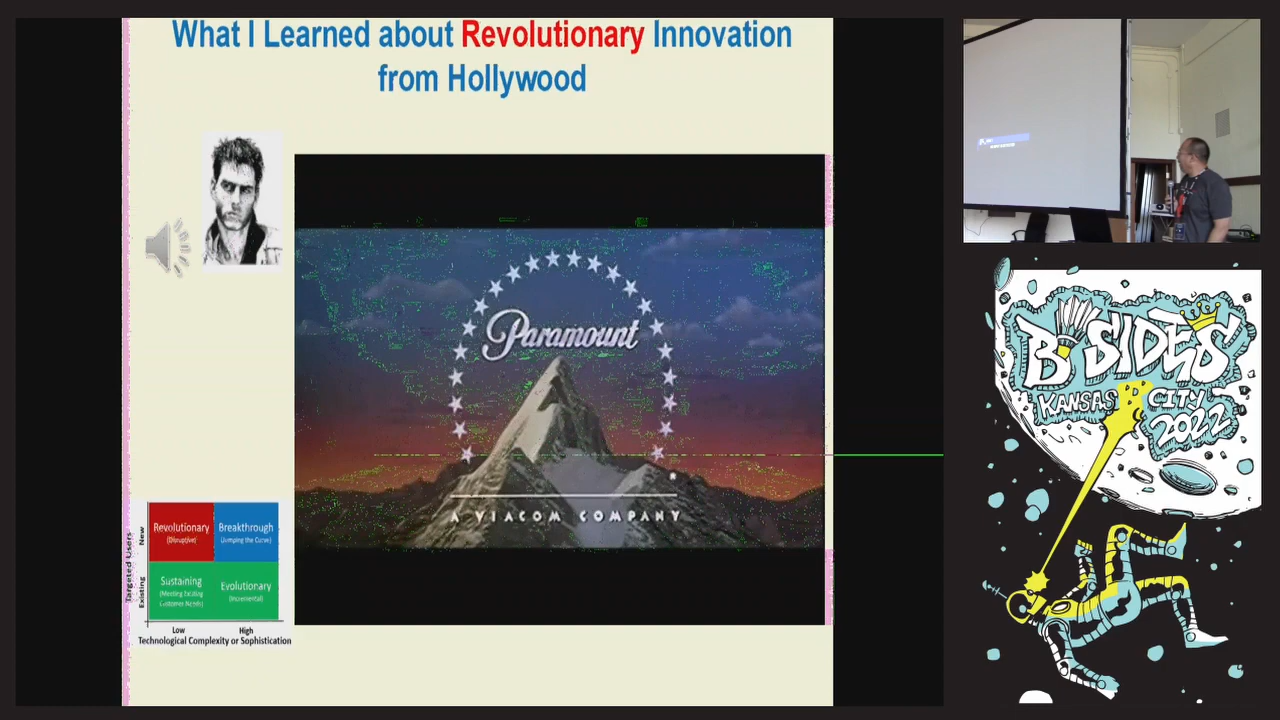 What I Learned about Revolutionary Innovation
from Hollywood
Paramount
A VIACOM COMPANY
Targeted Users
New
Existing
Revolutionary
(Disruptive)
Breakthrough
(Jumping the Curve)
Sustaining
(Meeting Existing
Customer Needs)
Evolutionary
(Incremental)
Low
High
Technological Complexity or Sophistication
B SIDES
KANSAS CITY
2022